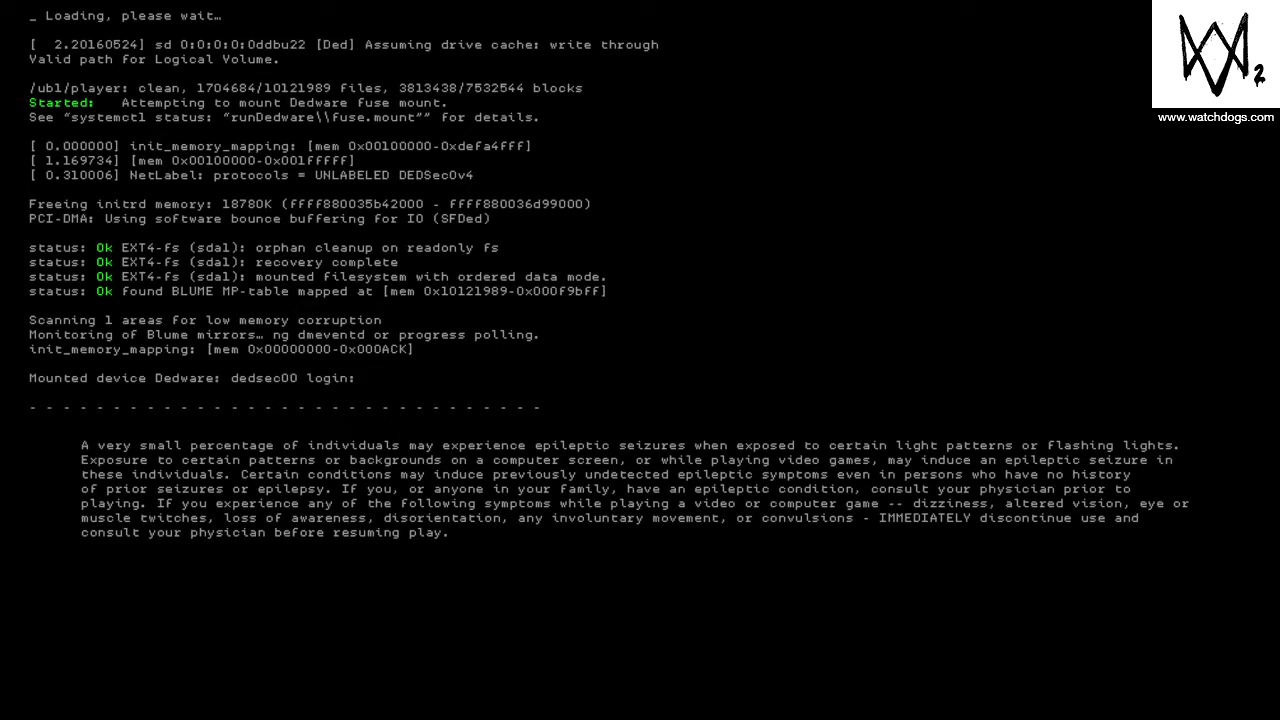 _ Loading, please wait…
[  2.20160524] sd 0:0:0:0:0ddbu22 [Ded] Assuming drive cache: write through
Valid path for Logical Volume.
/ubl/player: clean, 1704684/10121989 files, 3813438/7532544 blocks
Started:   Attempting to mount Dedware fuse mount.
See “systemctl status: “runDedware\\fuse.mount”” for details.
[ 0.000000] init_memory_mapping: [mem 0x00100000-0xdefa4fff]
[ 1.169734] [mem 0x00100000-0x001fffff]
[ 0.310006] NetLabel: protocols = UNLABELED DEDSec0v4
Freeing initrd memory: 18780K (ffff880035b42000 - ffff880036d99000)
PCI-DMA: Using software bounce buffering for IO (SFDed)
status: Ok EXT4-fs (sda1): orphan cleanup on readonly fs
status: Ok EXT4-fs (sda1): recovery complete
status: Ok EXT4-fs (sda1): mounted filesystem with ordered data mode.
status: Ok found BLUME MP-table mapped at [mem 0x10121989-0x000f9bff]
Scanning 1 areas for low memory corruption
Monitoring of Blume mirrors… ng dmeventd or progress polling.
init_memory_mapping: [mem 0x00000000-0x000ACK]
Mounted device Dedware: dedsec00 login:
- - - - - - - - - - - - - - - - - - - - - - - - - - - - - - -
A very small percentage of individuals may experience epileptic seizures when exposed to certain light patterns or flashing lights.
Exposure to certain patterns or backgrounds on a computer screen, or while playing video games, may induce an epileptic seizure in
these individuals. Certain conditions may induce previously undetected epileptic symptoms even in persons who have no history
of prior seizures or epilepsy. If you, or anyone in your family, have an epileptic condition, consult your physician prior to
playing. If you experience any of the following symptoms while playing a video or computer game -- dizziness, altered vision, eye or
muscle twitches, loss of awareness, disorientation, any involuntary movement, or convulsions - IMMEDIATELY discontinue use and
consult your physician before resuming play.
2
www.watchdogs.com